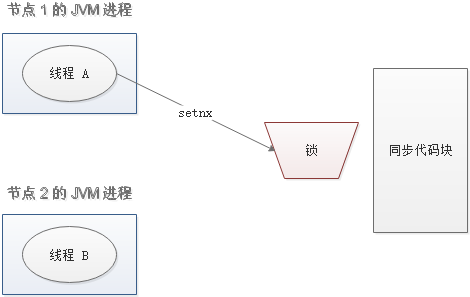 节点 1 的 JVM 进程
线程 A
setnx
锁
同步代码块
节点 2 的 JVM 进程
线程 B